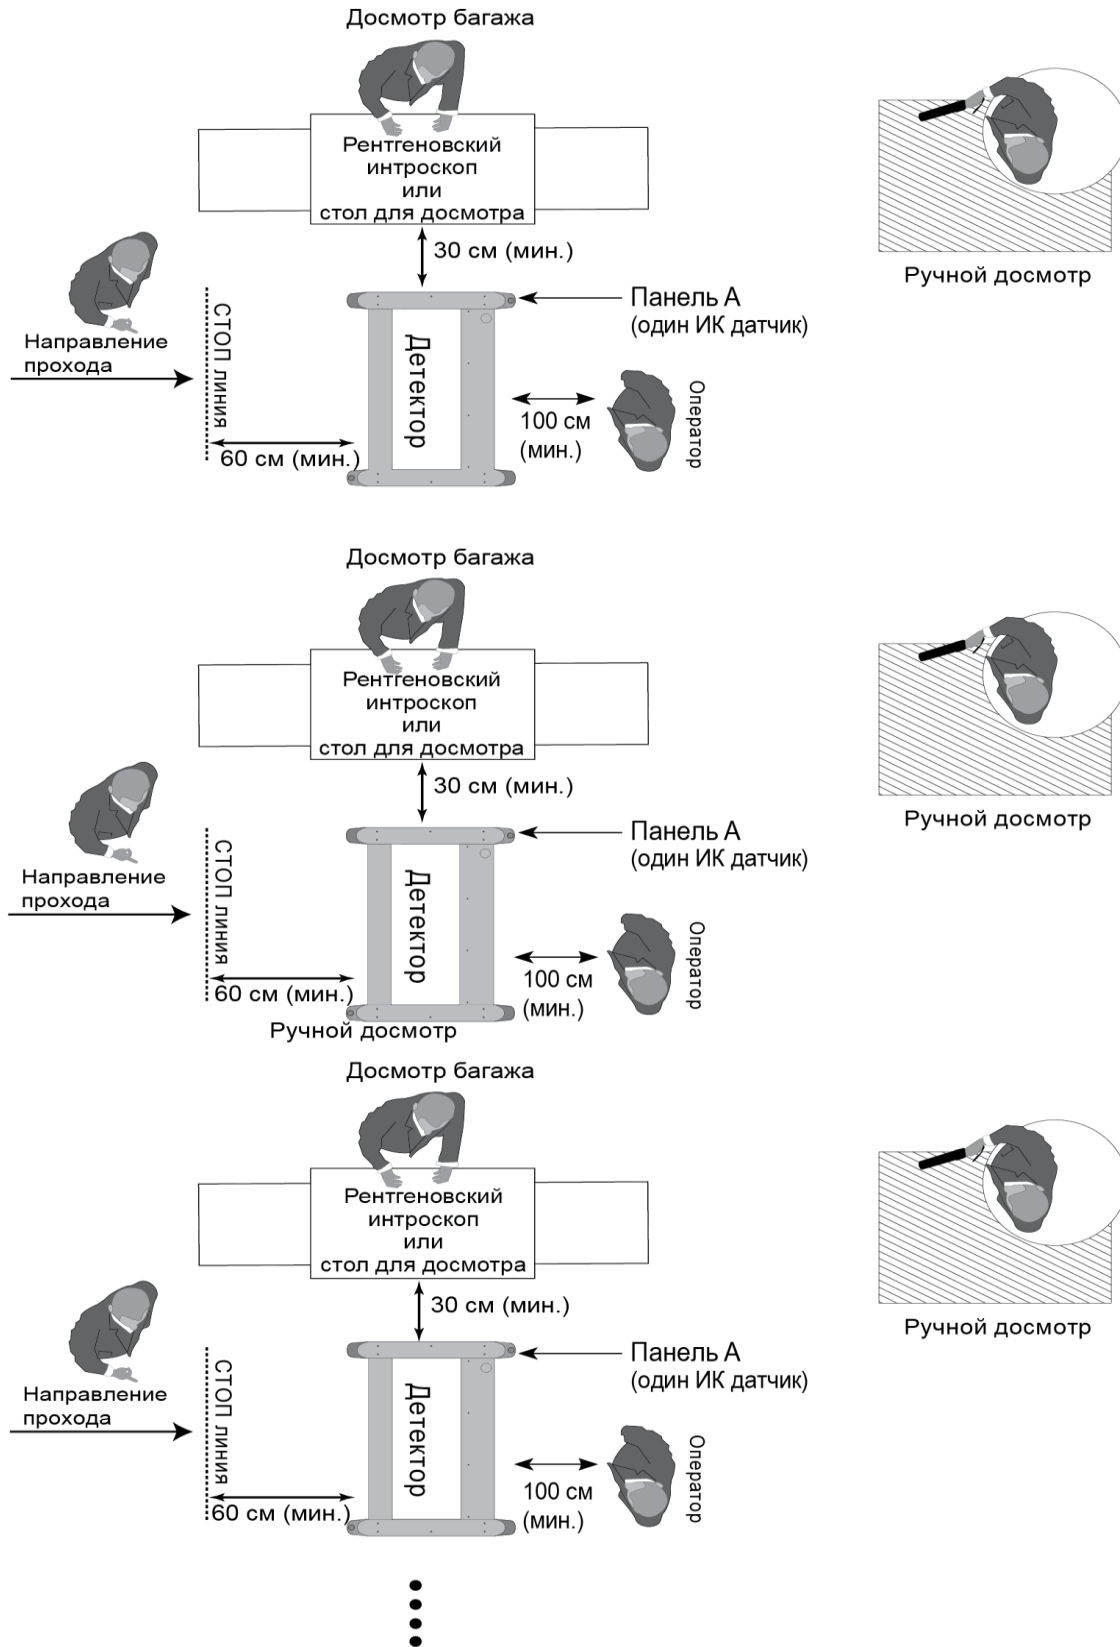 Досмотр багажа
Рентгеновский
интроскоп
или
стол для досмотра
30 см (мин.)
Ручной досмотр
Панель А
(один ИК датчик)
Направление
прохода
СТОП линия
Детектор
Оператор
100 см
(мин.)
60 см (мин.)
Досмотр багажа
Рентгеновский
интроскоп
или
стол для досмотра
30 см (мин.)
Ручной досмотр
Панель А
(один ИК датчик)
Направление
прохода
СТОП линия
Детектор
Оператор
100 см
(мин.)
60 см (мин.)
Ручной досмотр
Досмотр багажа
Рентгеновский
интроскоп
или
стол для досмотра
30 см (мин.)
Ручной досмотр
Панель А
(один ИК датчик)
Направление
прохода
СТОП линия
Детектор
Оператор
100 см
(мин.)
60 см (мин.)